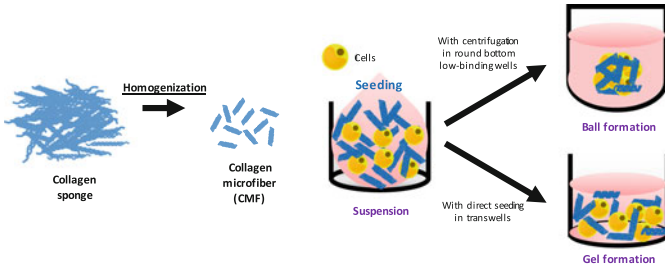 Collagen
sponge
Homogenization
Collagen
microfiber
(CMF)
Cells
Seeding
Suspension
With centrifugation
in round bottom
low-binding wells
Ball formation
With direct seeding
in transwells
Gel formation